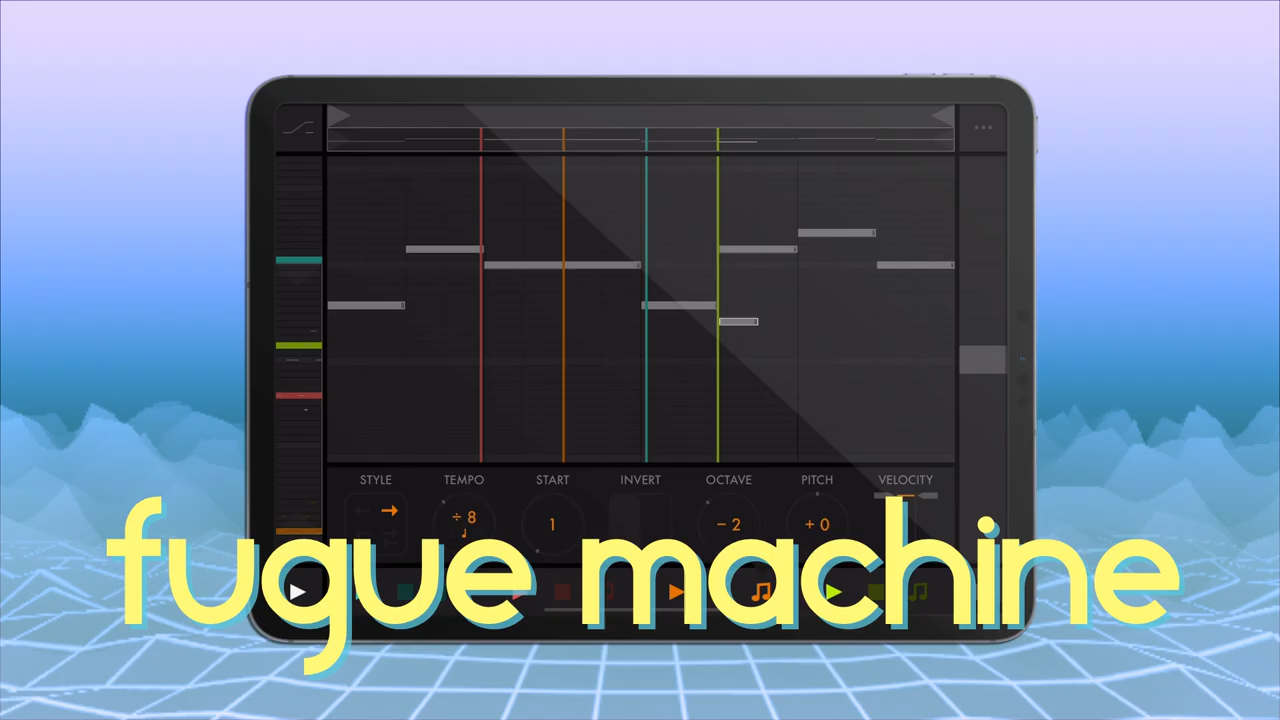 STYLE TEMPO START INVERT OCTAVE PITCH VELOCITY
÷ 8 1 – 2 + 0
fugue machine